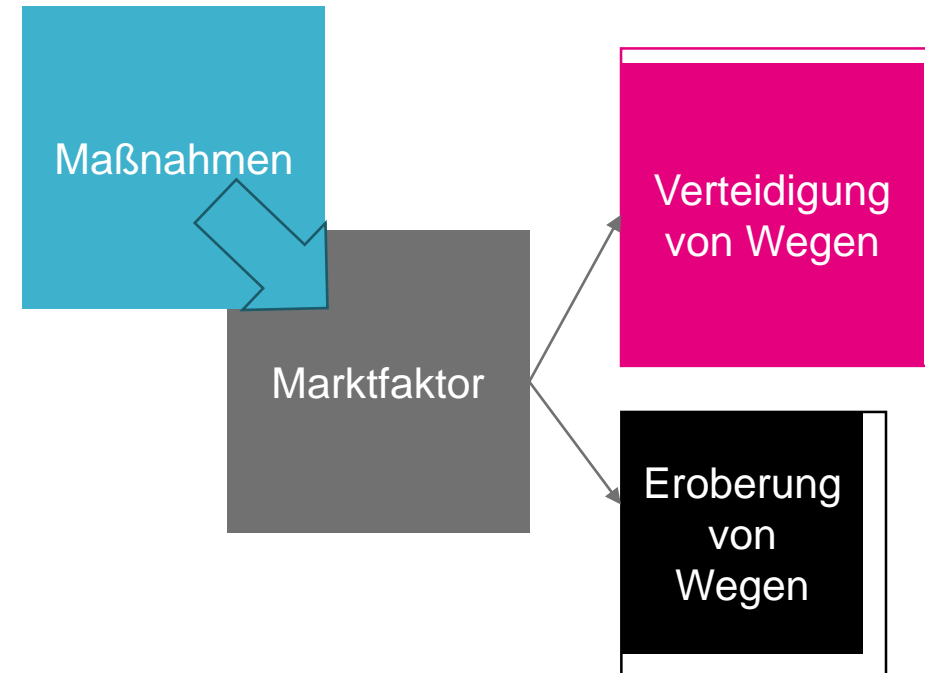 Maßnahmen
Marktfaktor
Verteidigung
von Wegen
Eroberung
von
Wegen